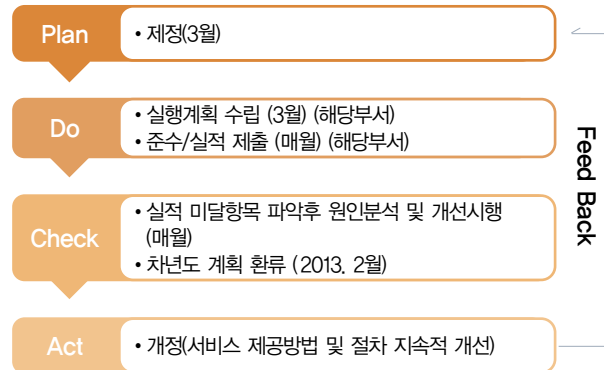 Plan
• 제정(3월)
Do
• 실행계획 수립 (3월) (해당부서)
• 준수/실적 제출 (매월) (해당부서)
Check
• 실적 미달항목 파악후 원인분석 및 개선시행
(매월)
• 차년도 계획 환류 (2013. 2월)
Act
• 개정(서비스 제공방법 및 절차 지속적 개선)
Feed Back